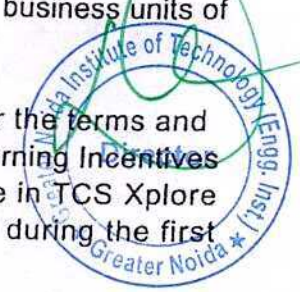 business units of
r the terms and
rning Incentives
e in TCS Xplore
during the first
Greater Noida Institute of Technology (Engg. Inst.)
Greater Noida
Director